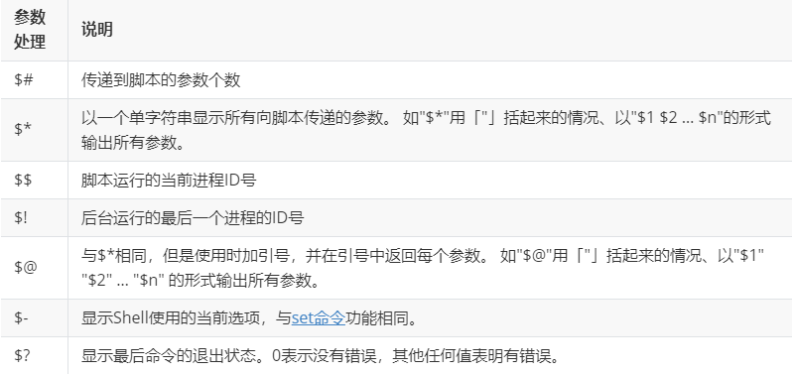 参数
处理
说明
$#
传递到脚本的参数个数
$*
以一个单字符串显示所有向脚本传递的参数。 如"$*"用「"」括起来的情况、以"$1 $2 … $n"的形式
输出所有参数。
$$
脚本运行的当前进程ID号
$!
后台运行的最后一个进程的ID号
$@
与$*相同，但是使用时加引号，并在引号中返回每个参数。 如"$@"用「"」括起来的情况、以"$1"
"$2" … "$n" 的形式输出所有参数。
$-
显示Shell使用的当前选项，与set命令功能相同。
$?
显示最后命令的退出状态。0表示没有错误，其他任何值表明有错误。